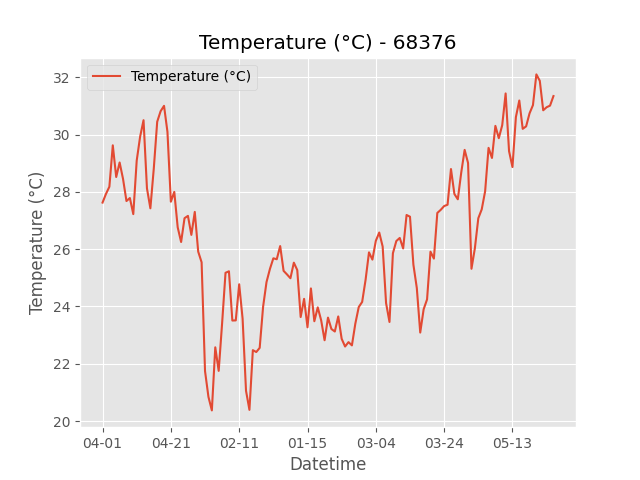 Temperature (°C) - 68376
Temperature (°C)
32
30
28
26
24
22
20
Temperature (°C)
04-01 04-21 02-11 01-15 03-04 03-24 05-13
Datetime